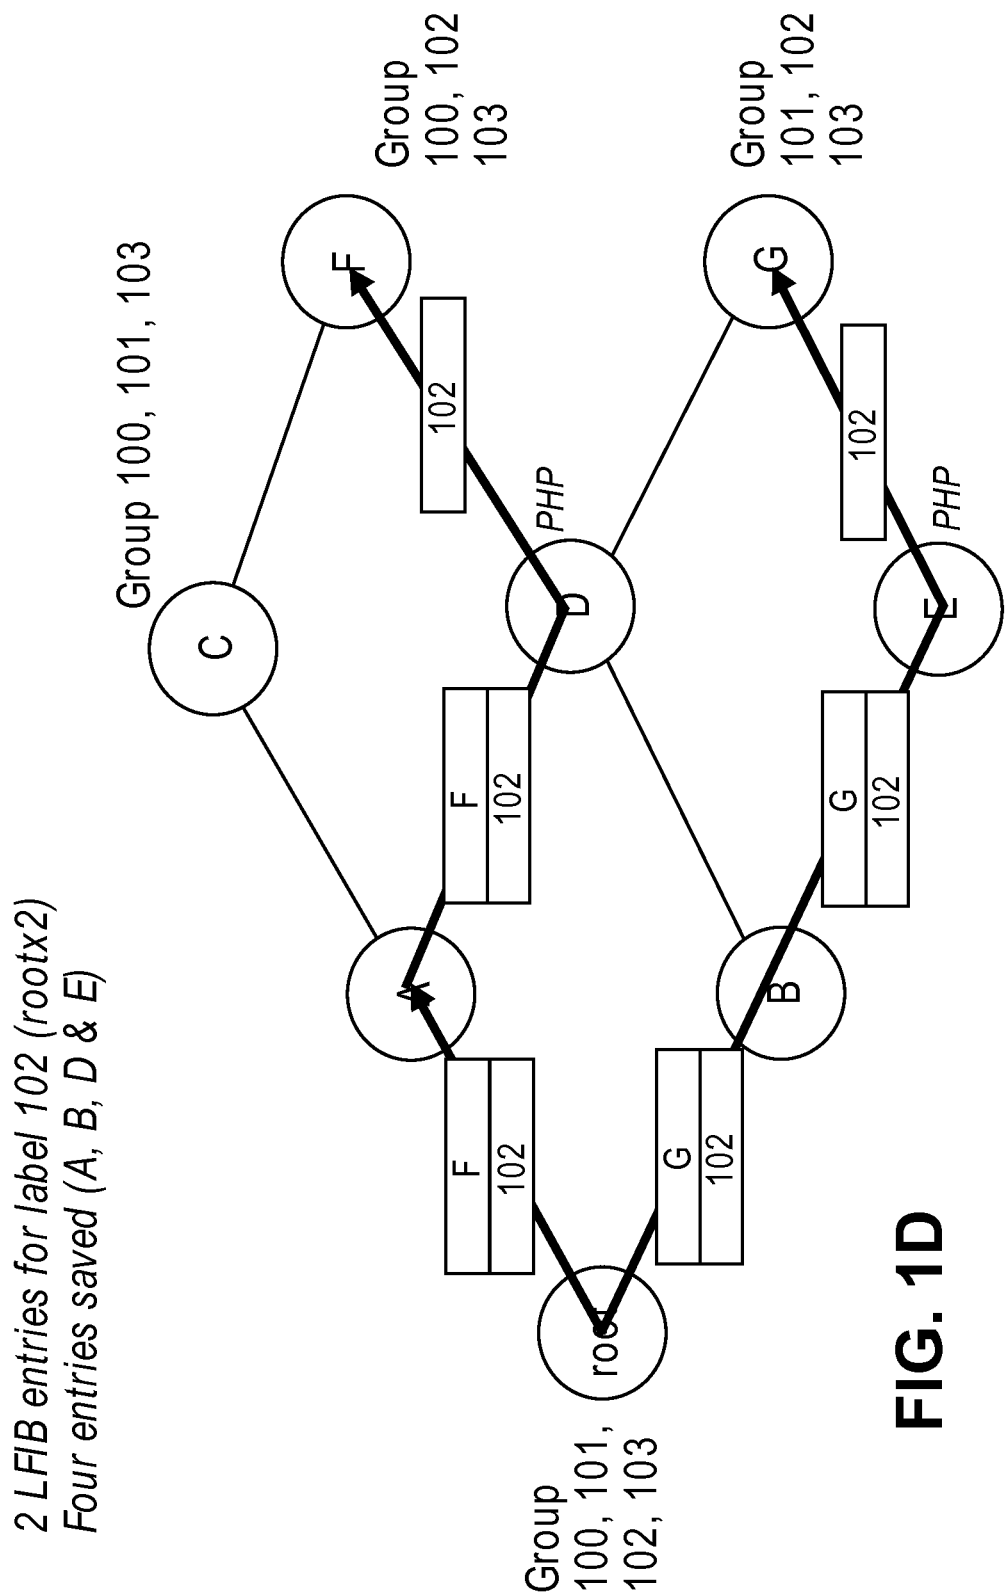 2 LFIB entries for label 102 (rootx2)
Four entries saved (A, B, D & E)
Group 100, 101, 103
C
Group
100, 102
103
F
A
F
102
F
102
102
D
PHP
Group
100, 101,
102, 103
root
G
102
B
G
102
E
PHP
102
G
Group
101, 102
103
FIG. 1D